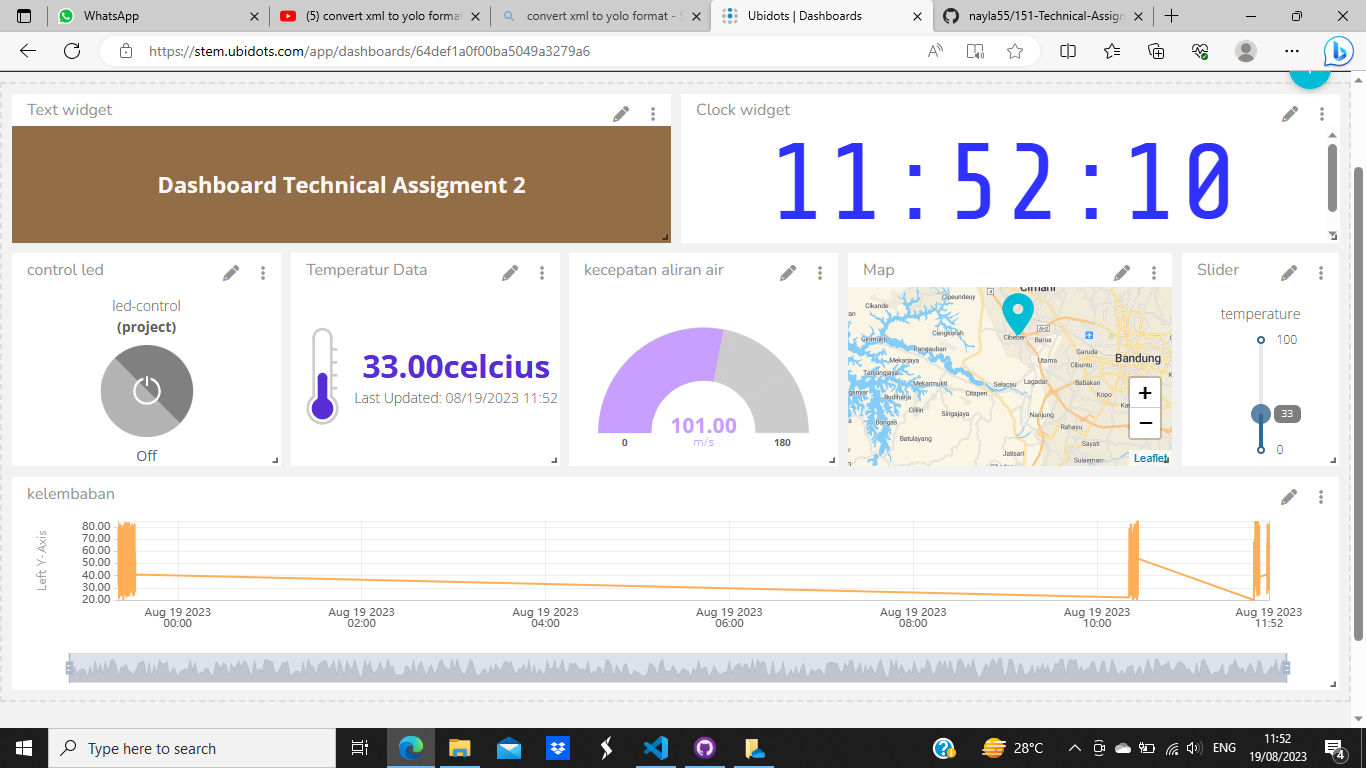 WhatsApp
(5) convert xml to yolo format
convert xml to yolo format - S
Ubidots | Dashboards
nayla55/151-Technical-Assign
https://stem.ubidots.com/app/dashboards/64def1a0f00ba5049a3279a6
Text widget
Dashboard Technical Assigment 2
Clock widget
11:52:10
control led
led-control
(project)
Off
Temperatur Data
33.00celcius
Last Updated: 08/19/2023 11:52
kecepatan aliran air
101.00
m/s
0
180
Map
Cimahi
Cipeundeuy
Cikande
Cibeber
AH2
Baros
Cangkorah
Girimukti
Pangauban
Utama
Garuda
Mekarjaya
Bandung
Cibuntu
Tanjungjaya
Selacau
Lagadar
Babakan
Mekarmukti
Citapen
Budiharja
Cililin
Singajaya
Nanjung
Rahayu
Bongas
Batulayang
Sayati
Jatisari
Sulaeman
+
−
Leaflet
Slider
temperature
100
33
0
kelembaban
Left Y-Axis
80.00
70.00
60.00
50.00
40.00
30.00
20.00
Aug 19 2023
00:00
Aug 19 2023
02:00
Aug 19 2023
04:00
Aug 19 2023
06:00
Aug 19 2023
08:00
Aug 19 2023
10:00
Aug 19 2023
11:52
Type here to search
28°C
ENG
11:52
19/08/2023
4